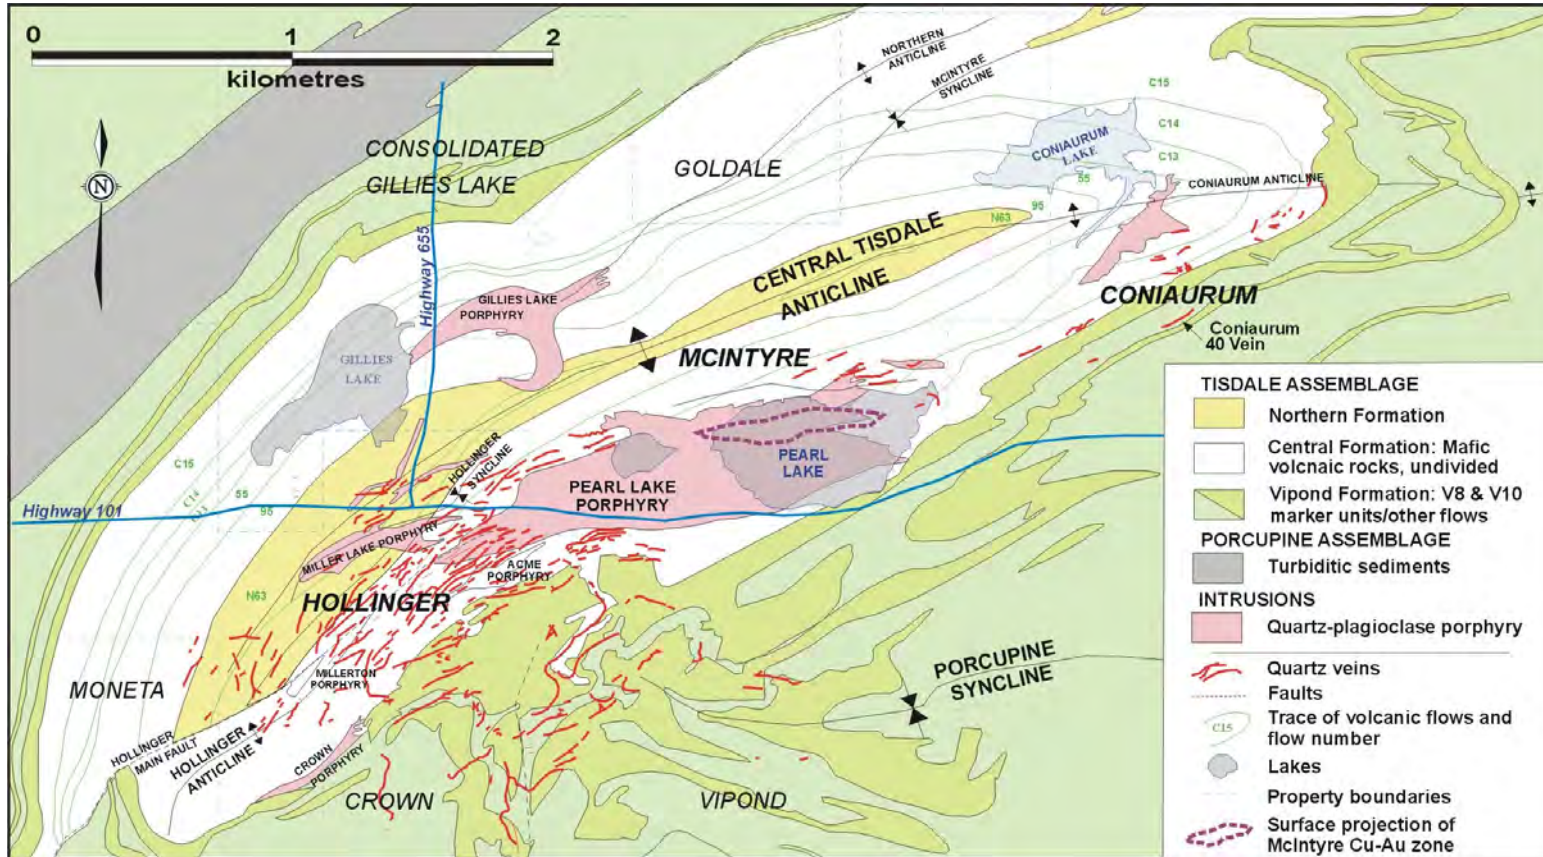 0 1 2
kilometres
N
CONSOLIDATED
GILLIES LAKE
GOLDALE
NORTHERN
ANTICLINE
MCINTYRE
SYNCLINE
C15
C14
C13
55
95
N63
CONIAURUM
LAKE
CONIAURUM ANTICLINE
Highway 655
GILLIES LAKE
PORPHYRY
GILLIES
LAKE
CENTRAL TISDALE
ANTICLINE
MCINTYRE
CONIAURUM
Coniaurum
40 Vein
C15
C14
C13
55
95
N63
HOLLINGER
SYNCLINE
PEARL
LAKE
PEARL LAKE
PORPHYRY
Highway 101
MILLER LAKE PORPHYRY
ACME
PORPHYRY
HOLLINGER
MILLERTON
PORPHYRY
MONETA
HOLLINGER
MAIN FAULT
HOLLINGER
ANTICLINE
CROWN
PORPHYRY
CROWN
VIPOND
PORCUPINE
SYNCLINE
TISDALE ASSEMBLAGE
Northern Formation
Central Formation: Mafic
volcnaic rocks, undivided
Vipond Formation: V8 & V10
marker units/other flows
PORCUPINE ASSEMBLAGE
Turbiditic sediments
INTRUSIONS
Quartz-plagioclase porphyry
Quartz veins
Faults
C15
Trace of volcanic flows and
flow number
Lakes
Property boundaries
Surface projection of
McIntyre Cu-Au zone